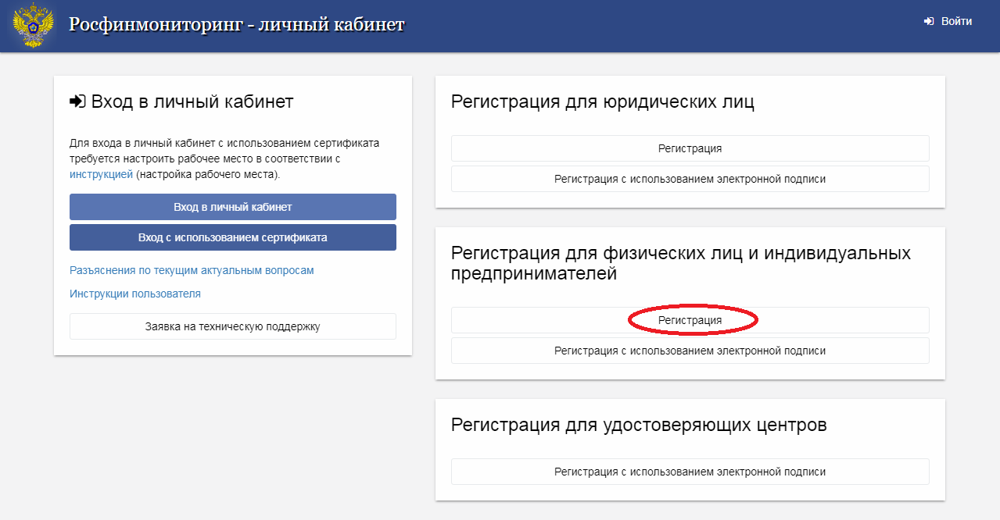 Росфинмониторинг - личный кабинет
Войти
Вход в личный кабинет
Для входа в личный кабинет с использованием сертификата
требуется настроить рабочее место в соответствии с
инструкцией (настройка рабочего места).
Вход в личный кабинет
Вход с использованием сертификата
Разъяснения по текущим актуальным вопросам
Инструкции пользователя
Заявка на техническую поддержку
Регистрация для юридических лиц
Регистрация
Регистрация с использованием электронной подписи
Регистрация для физических лиц и индивидуальных
предпринимателей
Регистрация
Регистрация с использованием электронной подписи
Регистрация для удостоверяющих центров
Регистрация с использованием электронной подписи